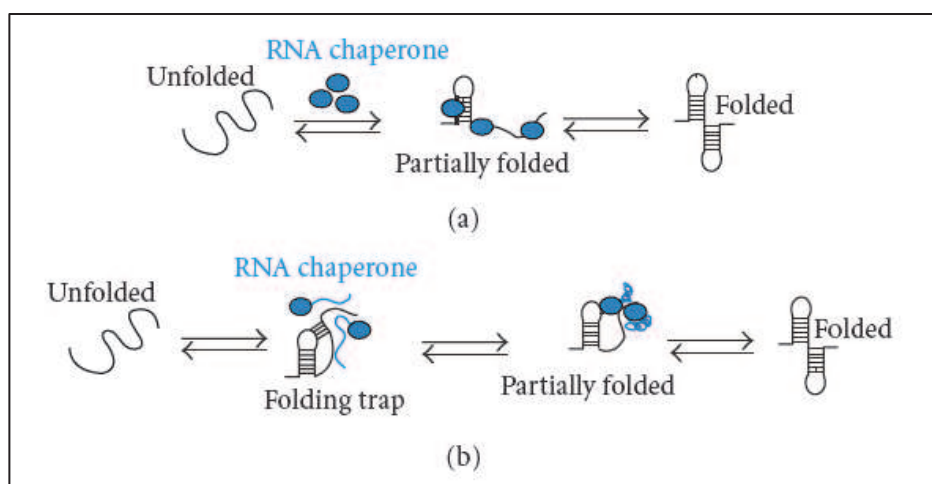 RNA chaperone
Unfolded
Folded
Partially folded
(a)
RNA chaperone
Unfolded
Folded
Folding trap
Partially folded
(b)